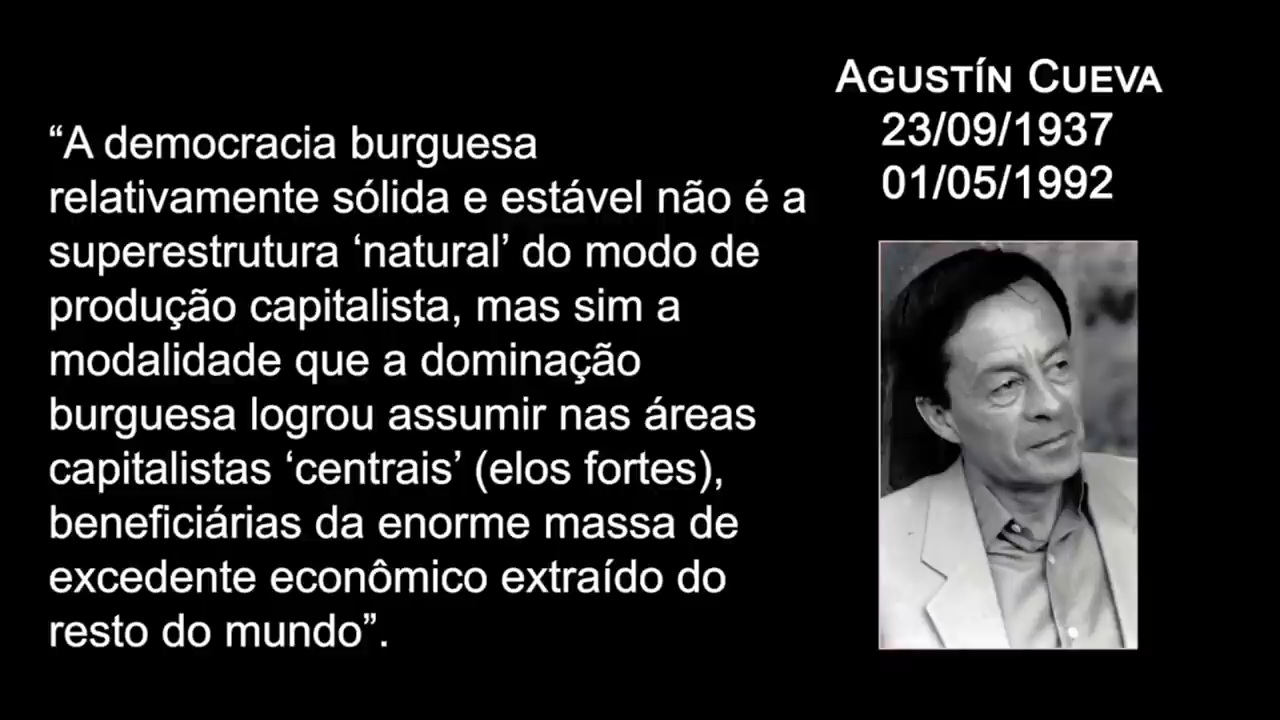 “A democracia burguesa
relativamente sólida e estável não é a
superestrutura ‘natural’ do modo de
produção capitalista, mas sim a
modalidade que a dominação
burguesa logrou assumir nas áreas
capitalistas ‘centrais’ (elos fortes),
beneficiárias da enorme massa de
excedente econômico extraído do
resto do mundo”.
AGUSTÍN CUEVA
23/09/1937
01/05/1992